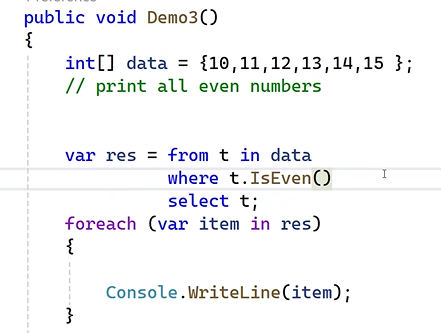 public void Demo3()
{
int[] data = {10,11,12,13,14,15 };
// print all even numbers
var res = from t in data
where t.IsEven()
select t;
foreach (var item in res)
{
Console.WriteLine(item);
}